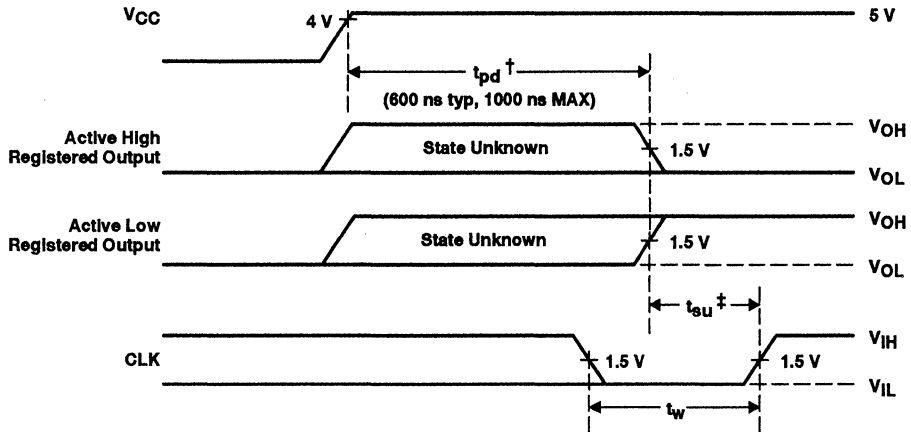 VCC
4 V
5 V
tpd †
(600 ns typ, 1000 ns MAX)
Active High
Registered Output
State Unknown
1.5 V
VOH
VOL
Active Low
Registered Output
State Unknown
1.5 V
VOH
VOL
tsu ‡
CLK
1.5 V
1.5 V
VIH
VIL
tw